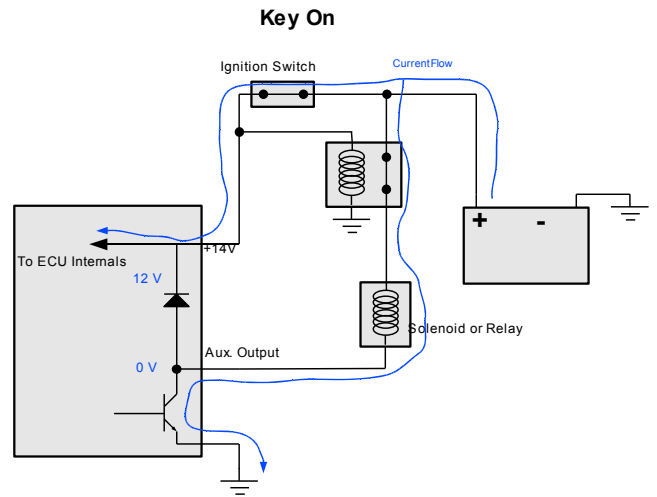 Key On
Ignition Switch
CurrentFlow
+ -
+14V
To ECU Internals
12 V
Solenoid or Relay
Aux. Output
0 V